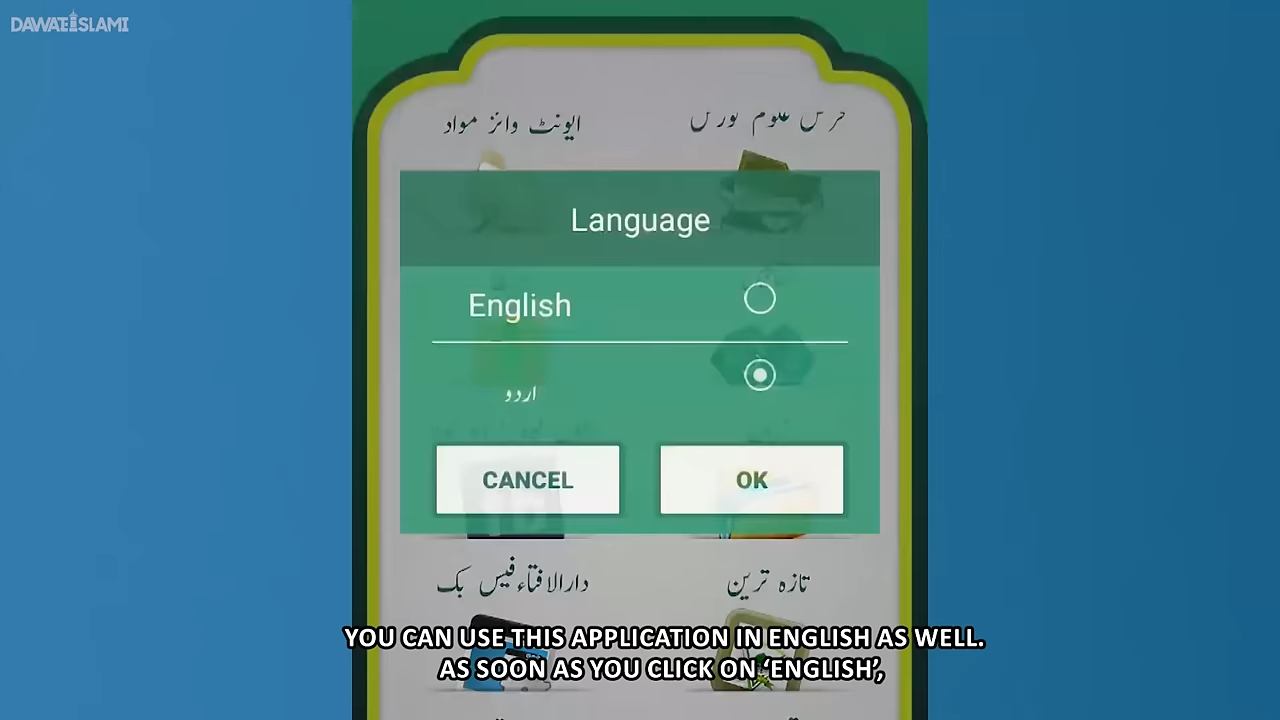 DAWATEISLAMI
ایونٹ وائز مواد
فرض علوم کورس
Language
English
اردو
CANCEL
OK
دارالافتاء فیس بک
تازہ ترین
YOU CAN USE THIS APPLICATION IN ENGLISH AS WELL.
AS SOON AS YOU CLICK ON ‘ENGLISH’,